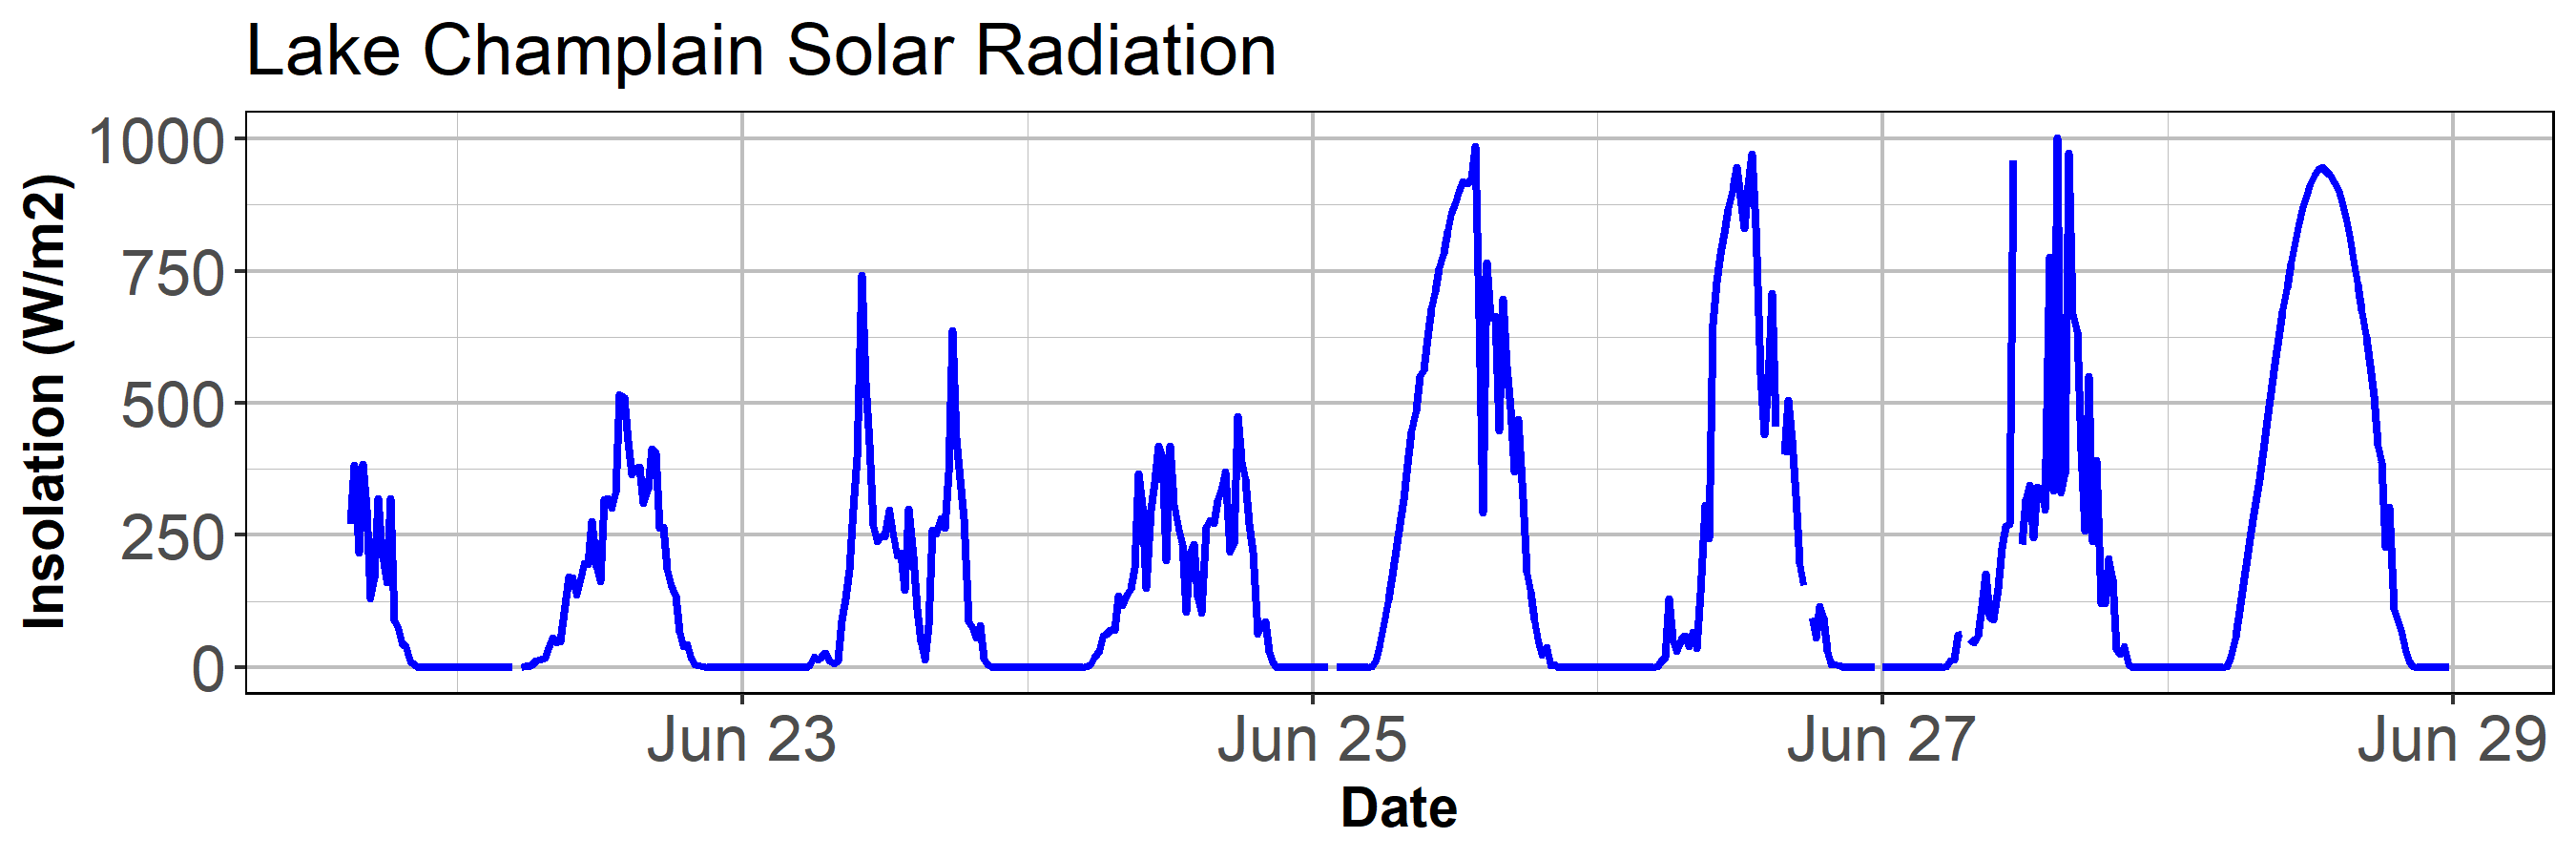 Lake Champlain Solar Radiation
1000
750
500
250
0
Insolation (W/m2)
Jun 23 Jun 25 Jun 27 Jun 29
Date